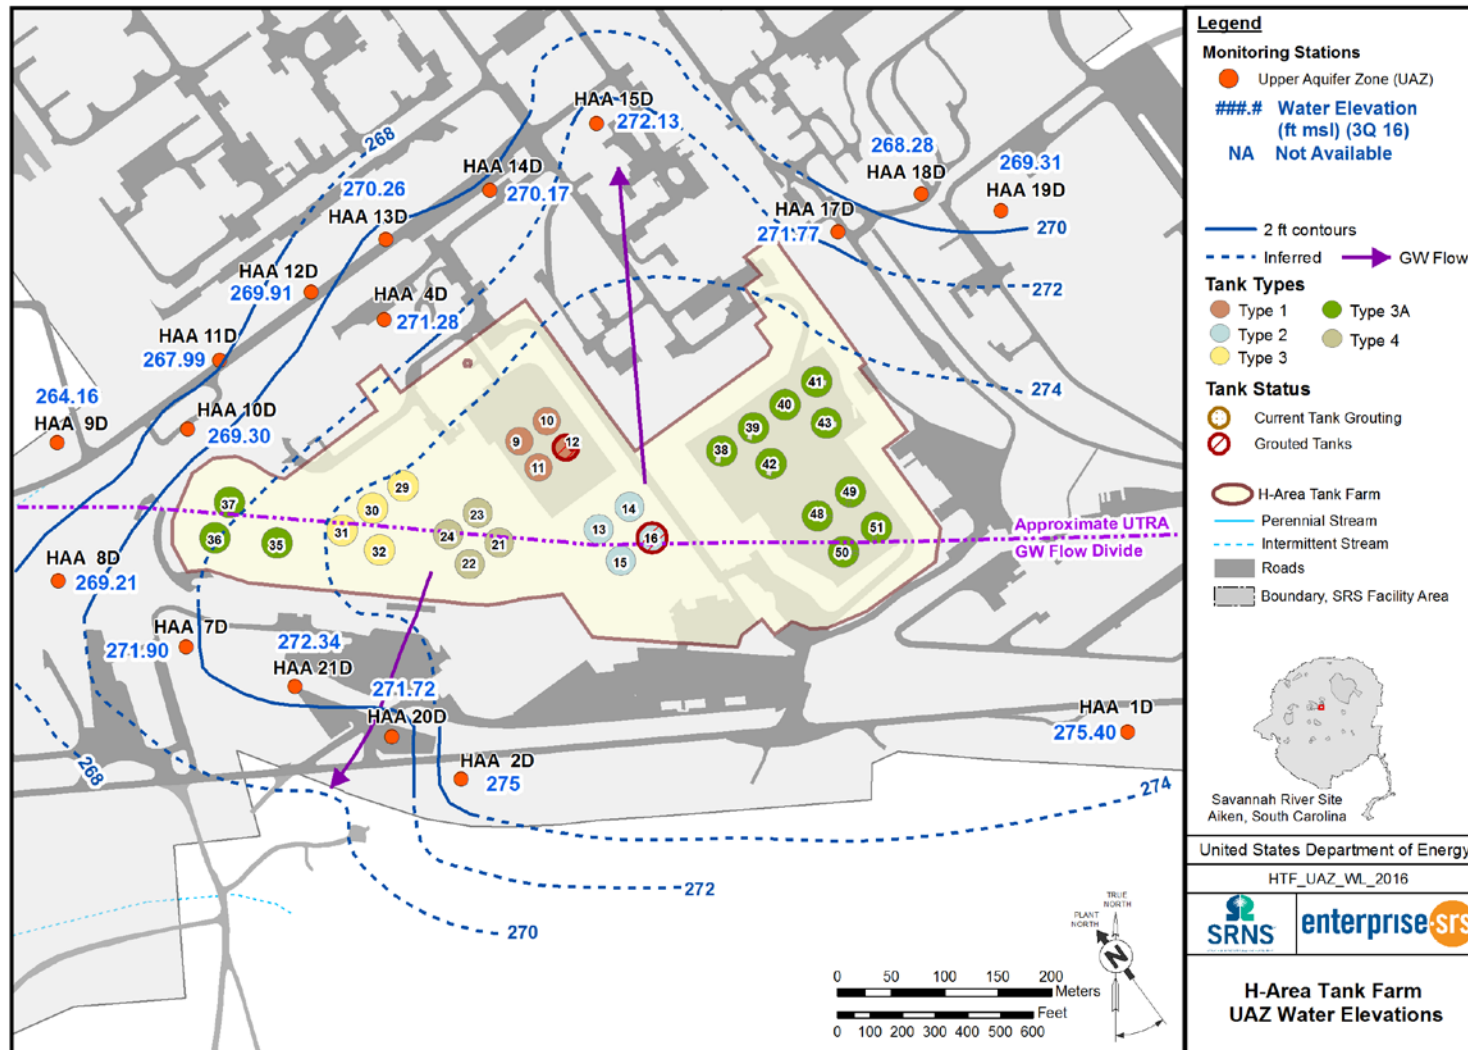 HAA 15D
272.13
268
HAA 14D
270.17
270.26
HAA 13D
268.28
HAA 18D
269.31
HAA 19D
HAA 17D
271.77
270
HAA 12D
269.91
HAA 4D
271.28
272
HAA 11D
267.99
274
264.16
HAA 9D
HAA 10D
269.30
41
40
43
39
38
42
10
9
12
11
49
48
51
50
29
30
31
32
37
36
35
23
24
21
22
14
13
16
15
Approximate UTRA
GW Flow Divide
HAA 8D
269.21
HAA 7D
271.90
272.34
HAA 21D
271.72
HAA 20D
HAA 2D
275
HAA 1D
275.40
268
274
272
270
TRUE
NORTH
PLANT
NORTH
N
0 50 100 150 200
Meters
Feet
0 100 200 300 400 500 600
Legend
Monitoring Stations
Upper Aquifer Zone (UAZ)
###.# Water Elevation
(ft msl) (3Q 16)
NA Not Available
2 ft contours
Inferred
GW Flow
Tank Types
Type 1
Type 3A
Type 2
Type 4
Type 3
Tank Status
Current Tank Grouting
Grouted Tanks
H-Area Tank Farm
Perennial Stream
Intermittent Stream
Roads
Boundary, SRS Facility Area
Savannah River Site
Aiken, South Carolina
United States Department of Energy
HTF_UAZ_WL_2016
SRNS
enterprise·srs
H-Area Tank Farm
UAZ Water Elevations